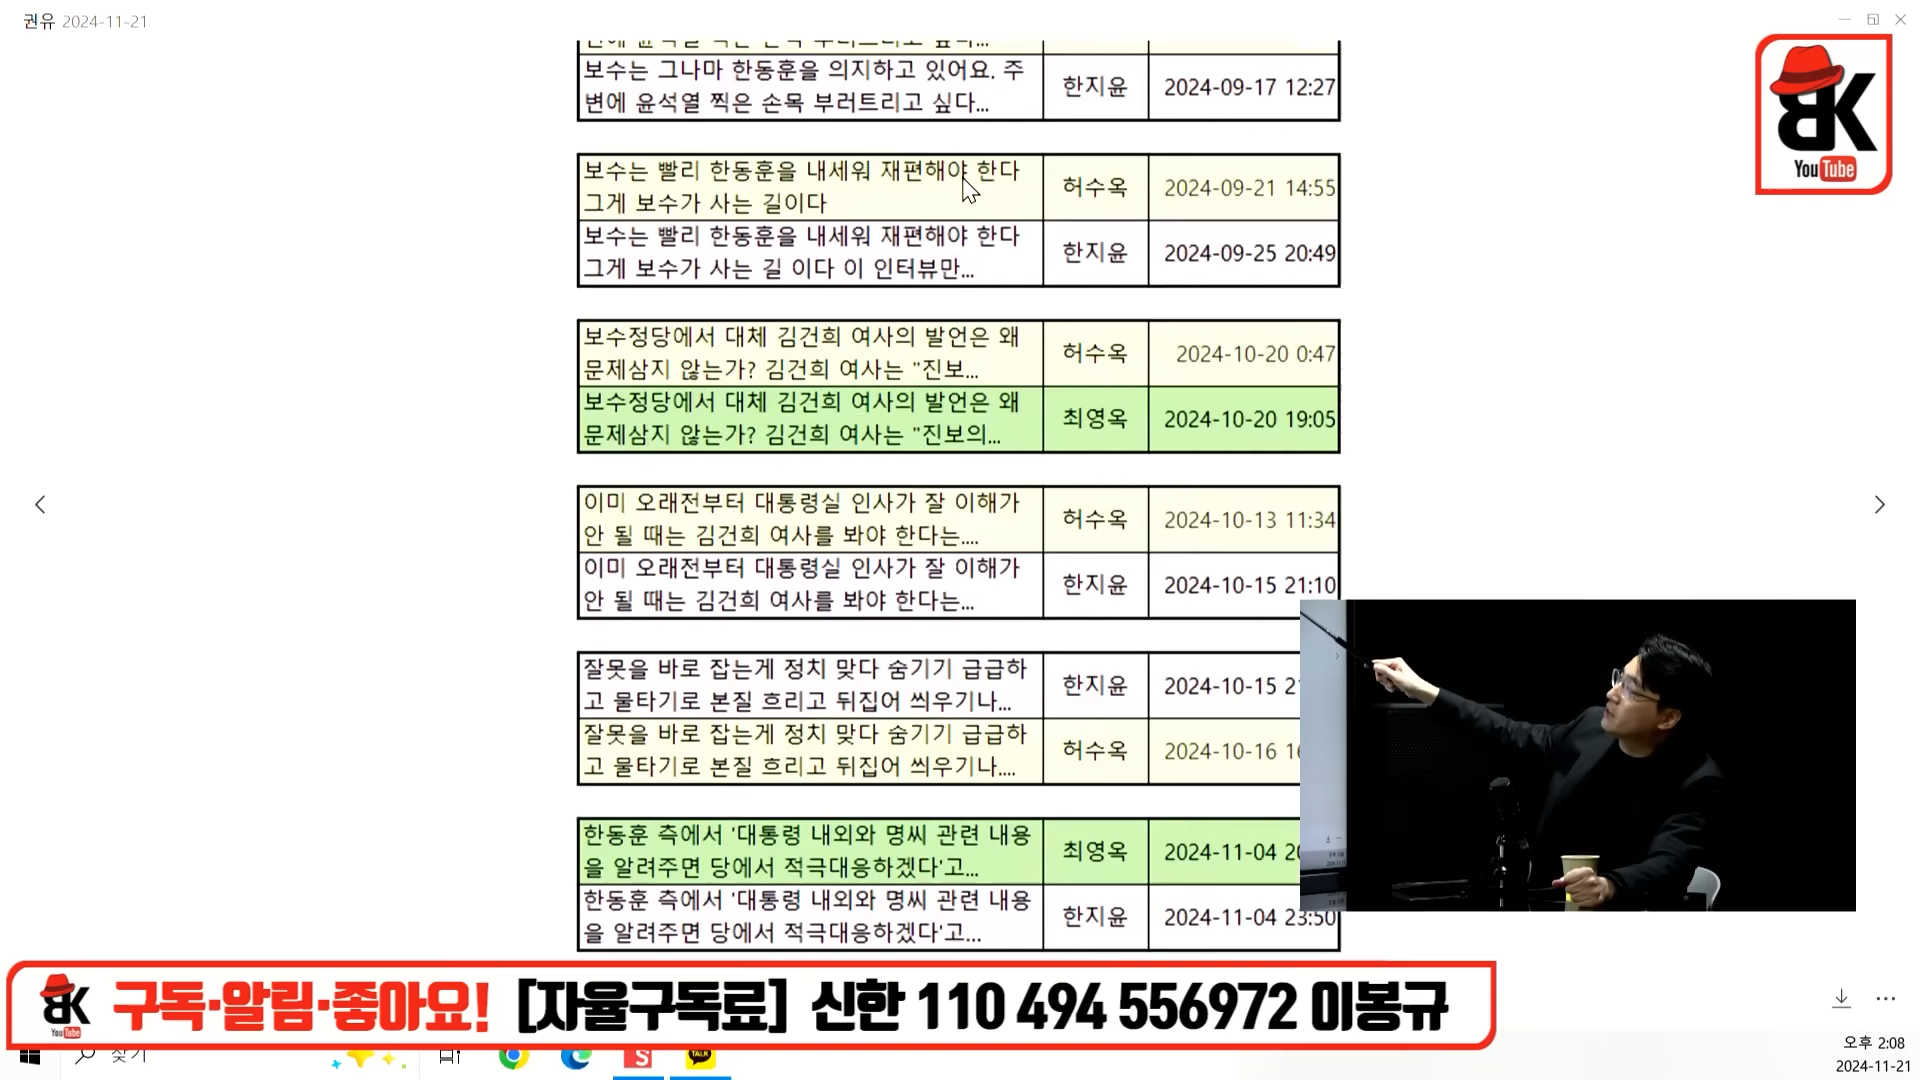 권유 2024-11-21
보수는 그나마 한동훈을 의지하고 있어요. 주
변에 윤석열 찍은 손목 부러트리고 싶다...
한지윤
2024-09-17 12:27
BK
YouTube
보수는 빨리 한동훈을 내세워 재편해야 한다
그게 보수가 사는 길이다
허수옥
2024-09-21 14:55
보수는 빨리 한동훈을 내세워 재편해야 한다
그게 보수가 사는 길 이다 이 인터뷰만...
한지윤
2024-09-25 20:49
보수정당에서 대체 김건희 여사의 발언은 왜
문제삼지 않는가? 김건희 여사는 "진보...
허수옥
2024-10-20 0:47
보수정당에서 대체 김건희 여사의 발언은 왜
문제삼지 않는가? 김건희 여사는 "진보의...
최영옥
2024-10-20 19:05
이미 오래전부터 대통령실 인사가 잘 이해가
안 될 때는 김건희 여사를 봐야 한다는....
허수옥
2024-10-13 11:34
이미 오래전부터 대통령실 인사가 잘 이해가
안 될 때는 김건희 여사를 봐야 한다는...
한지윤
2024-10-15 21:10
잘못을 바로 잡는게 정치 맞다 숨기기 급급하
고 물타기로 본질 흐리고 뒤집어 씌우기나...
한지윤
2024-10-15 2
잘못을 바로 잡는게 정치 맞다 숨기기 급급하
고 물타기로 본질 흐리고 뒤집어 씌우기나....
허수옥
2024-10-16 16
한동훈 측에서 '대통령 내외와 명씨 관련 내용
을 알려주면 당에서 적극대응하겠다'고...
최영옥
2024-11-04 20
한동훈 측에서 '대통령 내외와 명씨 관련 내용
을 알려주면 당에서 적극대응하겠다'고...
한지윤
2024-11-04 23:50
BK YouTube 구독·알림·좋아요! [자율구독료] 신한 110 494 556972 이봉규
찾기
S
TALK
오후 2:08
2024-11-21